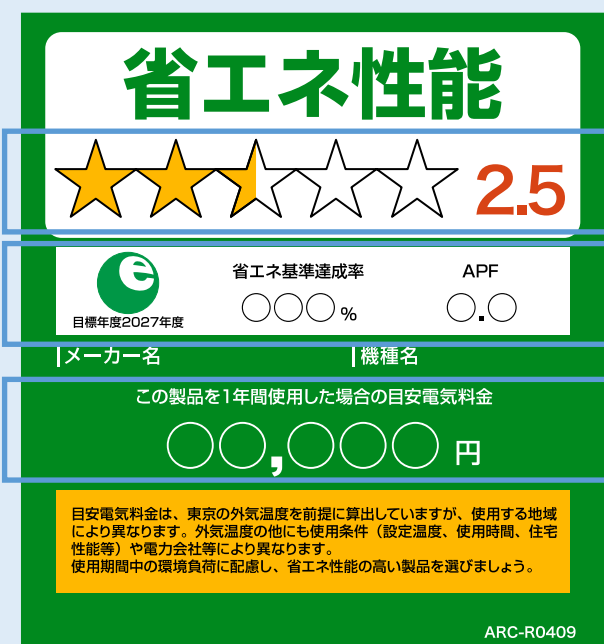 省エネ性能
2.5
e
省エネ基準達成率
APF
目標年度2027年度
○○○%
○.○
メーカー名
機種名
この製品を1年間使用した場合の目安電気料金
○○,○○○円
目安電気料金は、東京の外気温度を前提に算出していますが、使用する地域
により異なります。外気温度の他にも使用条件（設定温度、使用時間、住宅
性能等）や電力会社等により異なります。
使用期間中の環境負荷に配慮し、省エネ性能の高い製品を選びましょう。
ARC-R0409